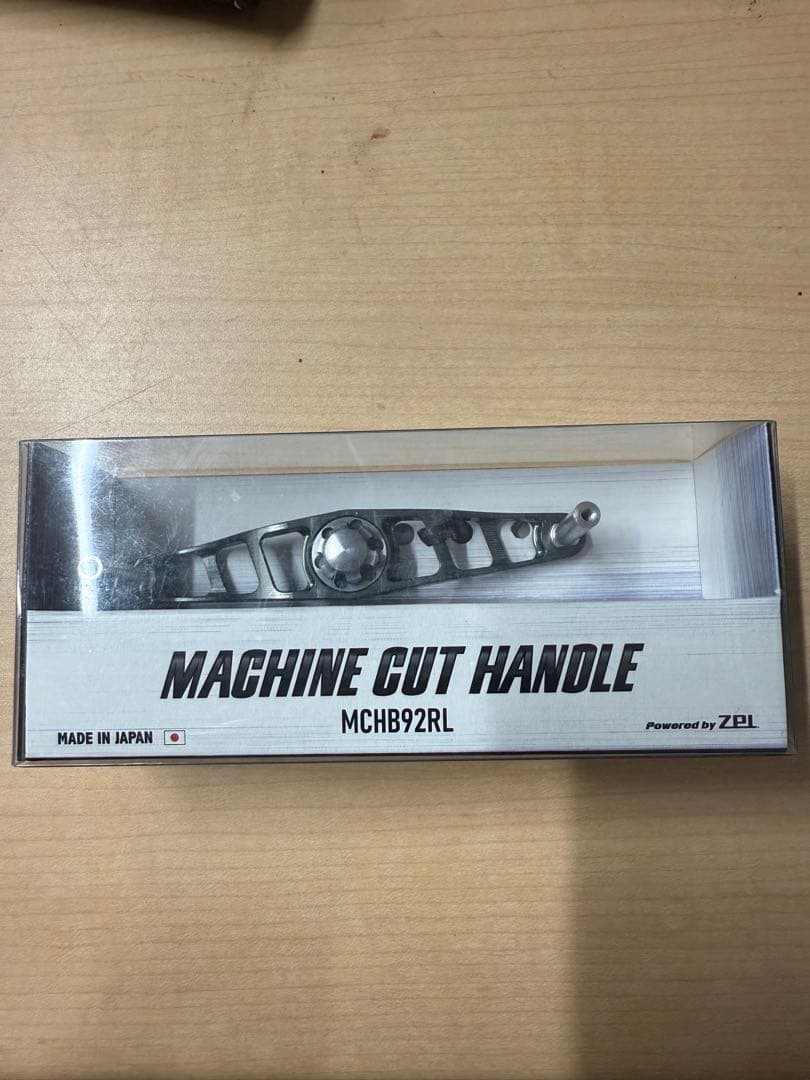 MACHINE CUT HANDLE
MCHB92RL
MADE IN JAPAN
Powered by ZPI